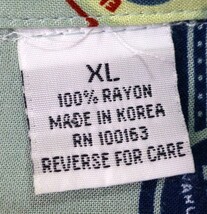 XL
100% RAYON
MADE IN KOREA
RN 100163
REVERSE FOR CARE